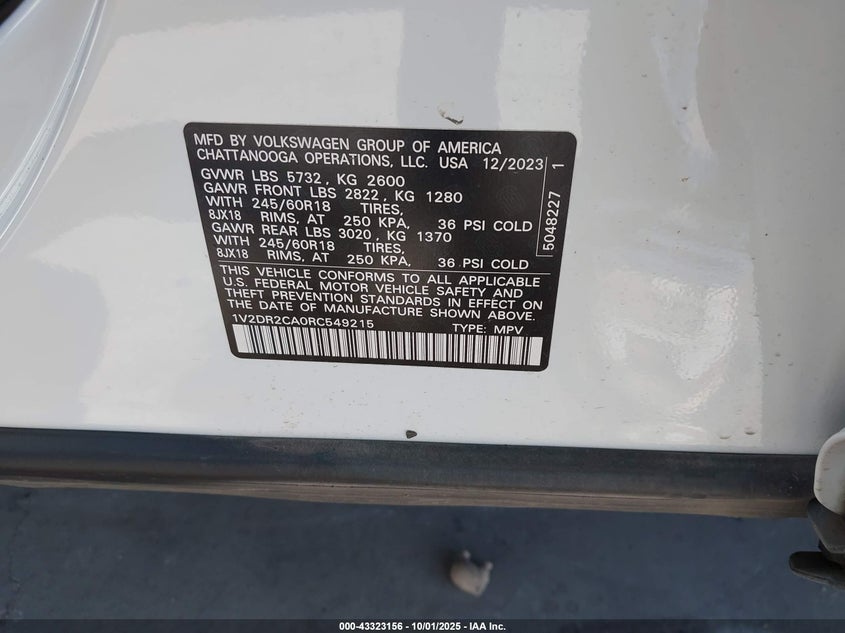 MFD BY VOLKSWAGEN GROUP OF AMERICA
CHATTANOOGA OPERATIONS, LLC. USA 12/2023
GVWR LBS 5732, KG 2600
GAWR FRONT LBS 2822, KG 1280
WITH 245/60R18 TIRES,
8JX18 RIMS, AT 250 KPA, 36 PSI COLD
GAWR REAR LBS 3020, KG 1370
WITH 245/60R18 TIRES,
8JX18 RIMS, AT 250 KPA, 36 PSI COLD
5048227 1
THIS VEHICLE CONFORMS TO ALL APPLICABLE
U.S. FEDERAL MOTOR VEHICLE SAFETY AND
THEFT PREVENTION STANDARDS IN EFFECT ON
THE DATE OF MANUFACTURE SHOWN ABOVE
1V2DR2CA0RC549215 TYPE: MPV
000-43323156 - 10/01/2025 - IAA Inc.